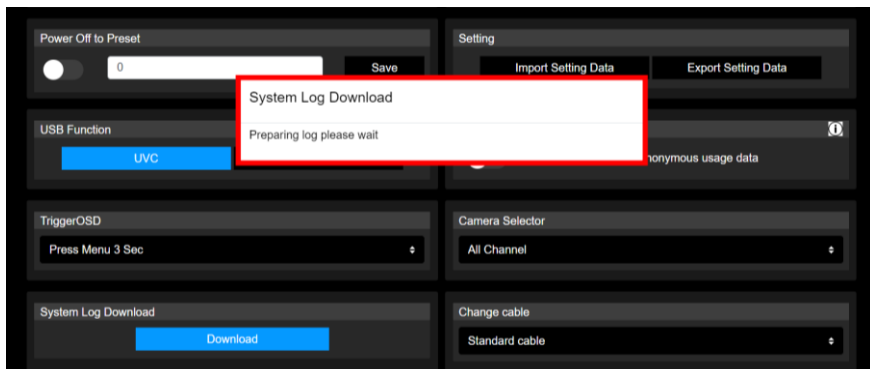 Power Off to Preset
0
Save
Setting
Import Setting Data
Export Setting Data
System Log Download
Preparing log please wait
USB Function
UVC
onymous usage data
TriggerOSD
Press Menu 3 Sec
Camera Selector
All Channel
System Log Download
Download
Change cable
Standard cable